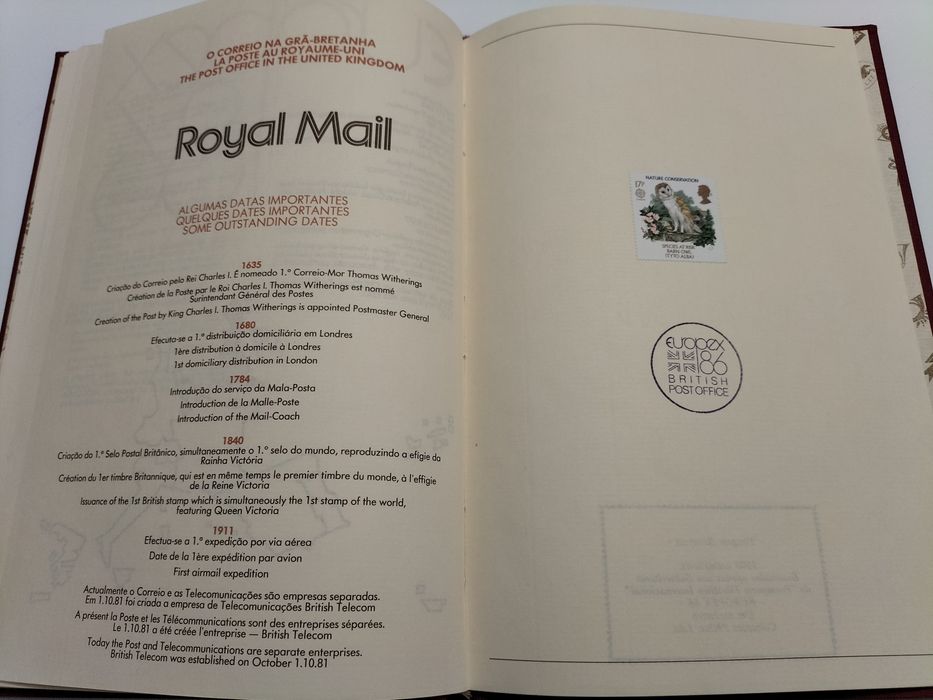 O CORREIO NA GRÃ-BRETANHA
LA POSTE AU ROYAUME-UNI
THE POST OFFICE IN THE UNITED KINGDOM
Royal Mail
ALGUMAS DATAS IMPORTANTES
QUELQUES DATES IMPORTANTES
SOME OUTSTANDING DATES
1635
Criação do Correio pelo Rei Charles I. É nomeado 1.º Correio-Mor Thomas Witherings
Création de la Poste par le Roi Charles I. Thomas Witherings est nommé
Surintendant Général des Postes
Creation of the Post by King Charles I. Thomas Witherings is appointed Postmaster General
1680
Efecuta-se a 1.ª distribuição domiciliária em Londres
1ère distribution à domicile à Londres
1st domiciliary distribution in London
1784
Introdução do serviço da Mala-Posta
Introduction de la Malle-Poste
Introduction of the Mail-Coach
1840
Criação do 1.º Selo Postal Britânico, simultaneamente o 1.º selo do mundo, reproduzindo a efígie da
Rainha Victória
Création du 1er timbre Britannique, qui est en même temps le premier timbre du monde, à l'effigie
de la Reine Victoria
Issuance of the 1st British stamp which is simultaneously the 1st stamp of the world,
featuring Queen Victoria
1911
Efectua-se a 1.ª expedição por via aérea
Date de la 1ère expédition par avion
First airmail expedition
Actualmente o Correio e as Telecomunicações são empresas separadas.
Em 1.10.81 foi criada a empresa de Telecomunicações British Telecom
A présent la Poste et les Télécommunications sont des entreprises séparées.
Le 1.10.81 a été créée l'entreprise — British Telecom
Today the Post and Telecommunications are separate enterprises.
British Telecom was established on October 1.10.81
NATURE CONSERVATION
17P
SPECIES AT RISK
BARN OWL
(TYTO ALBA)
europex
86
BRITISH
POST OFFICE